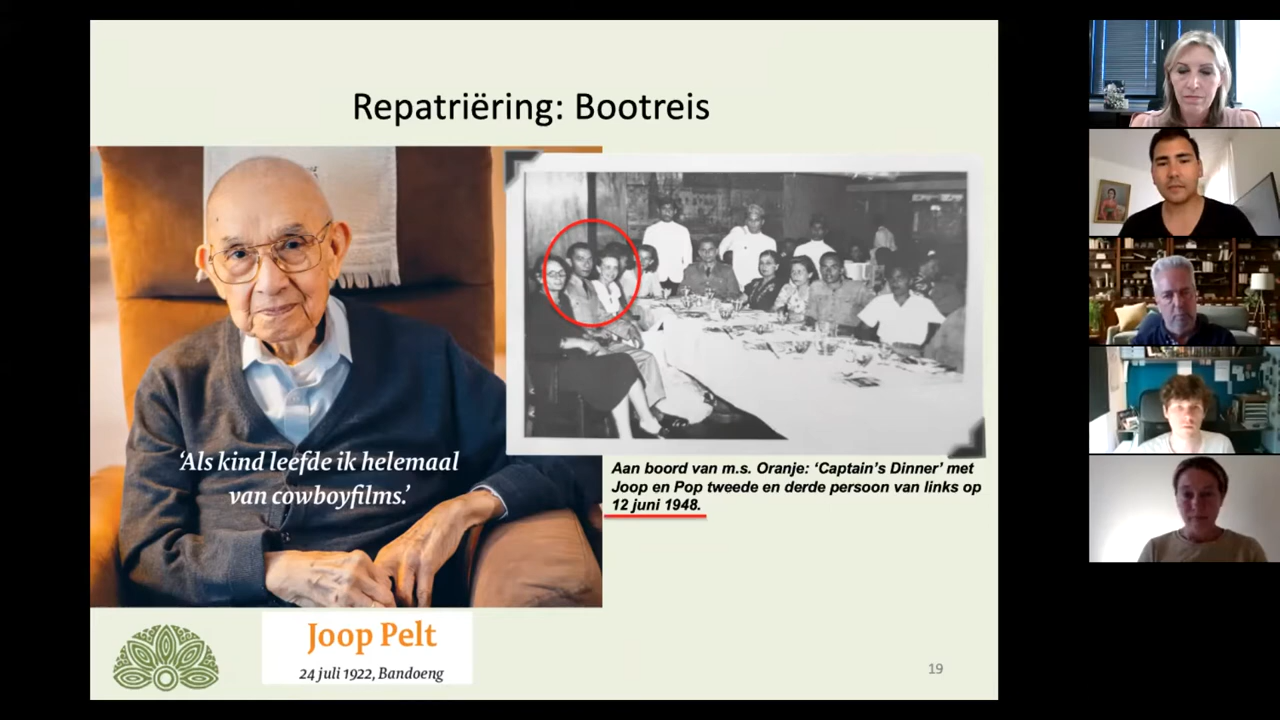 Repatriëring: Bootreis
‘Als kind leefde ik helemaal
van cowboyfilms.’
Aan boord van m.s. Oranje: ‘Captain’s Dinner’ met
Joop en Pop tweede en derde persoon van links op
12 juni 1948.
Joop Pelt
24 juli 1922, Bandoeng
19